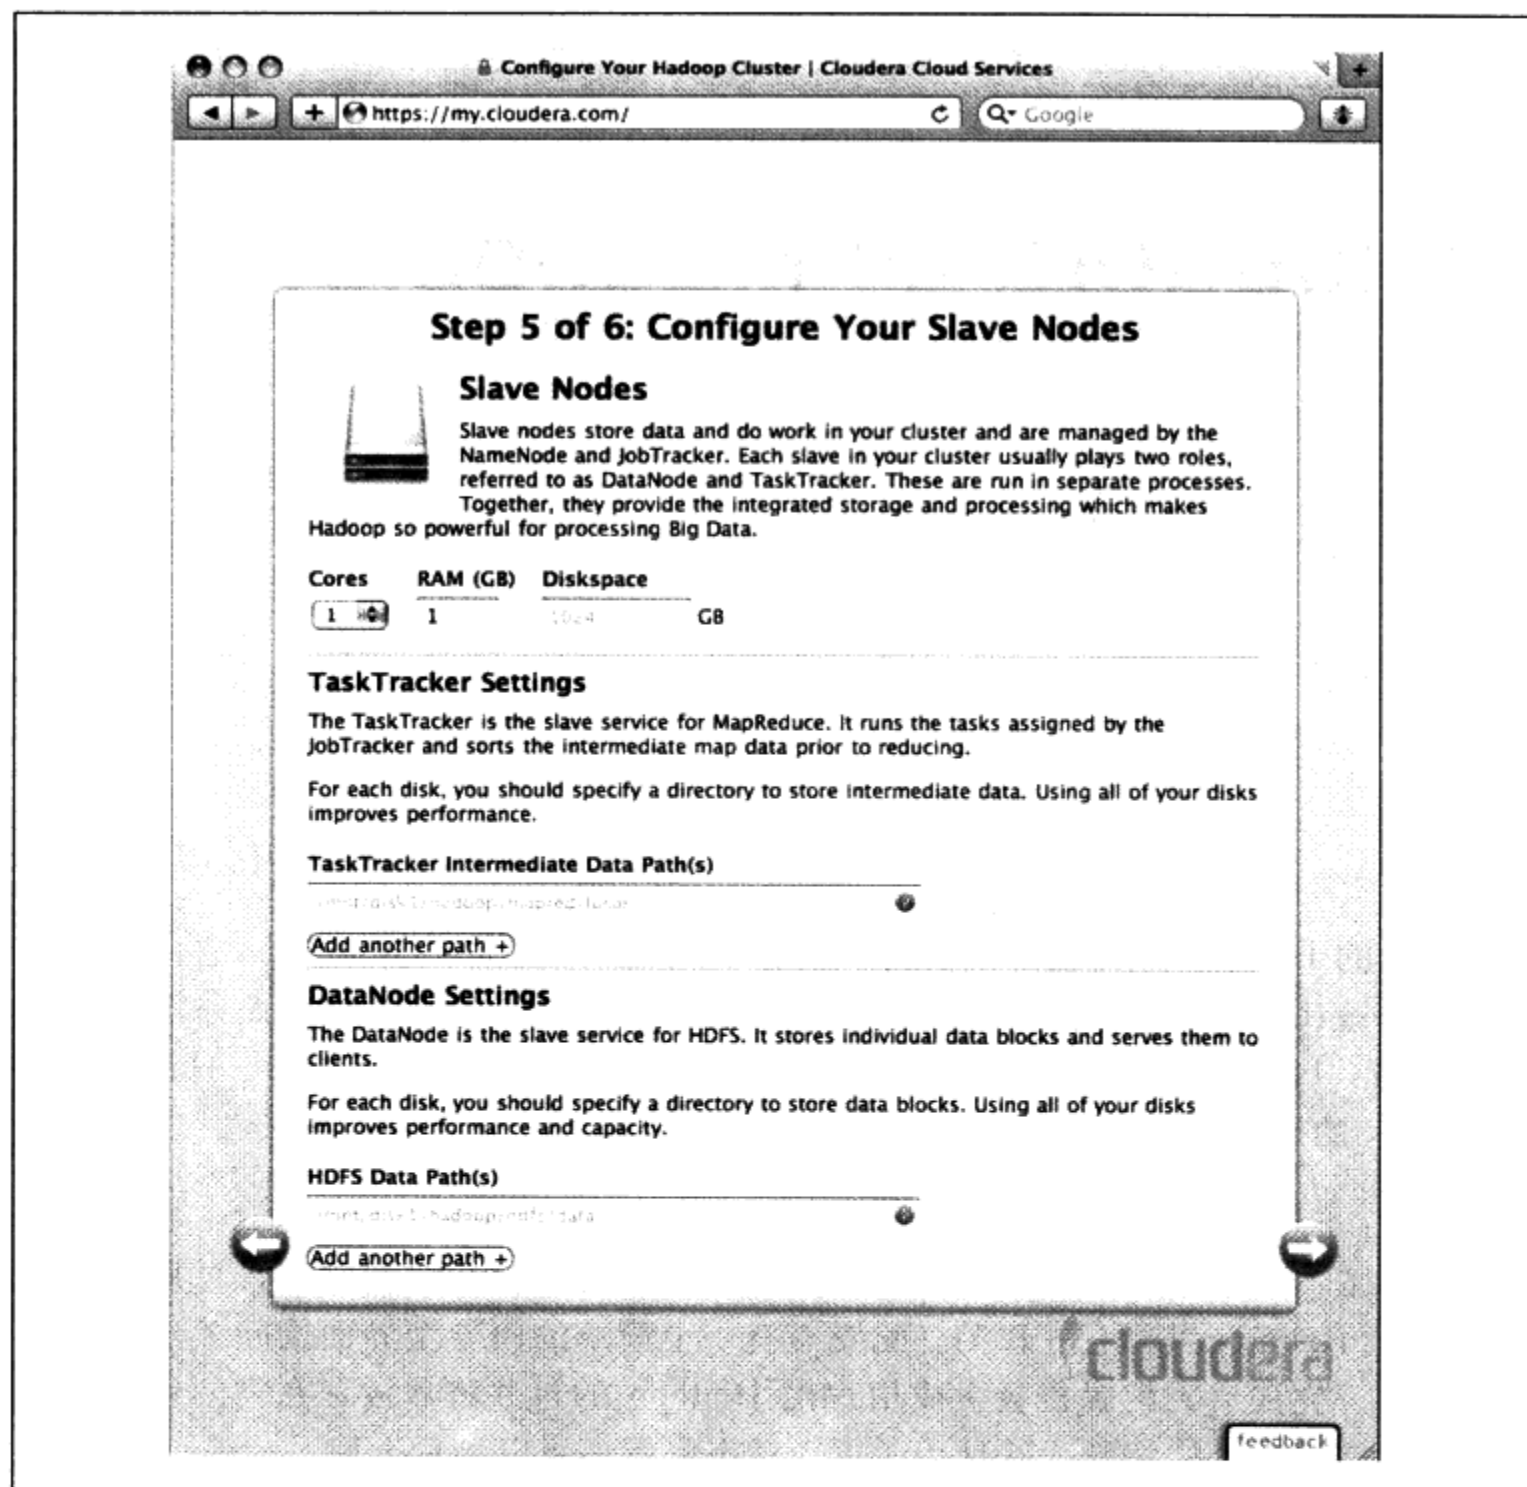 Configure Your Hadoop Cluster | Cloudera Cloud Services
https://my.cloudera.com/
Google
Step 5 of 6: Configure Your Slave Nodes
Slave Nodes
Slave nodes store data and do work in your cluster and are managed by the
NameNode and JobTracker. Each slave in your cluster usually plays two roles,
referred to as DataNode and TaskTracker. These are run in separate processes.
Together, they provide the integrated storage and processing which makes
Hadoop so powerful for processing Big Data.
Cores RAM (GB) Diskspace
1 1 1024 GB
TaskTracker Settings
The TaskTracker is the slave service for MapReduce. It runs the tasks assigned by the
JobTracker and sorts the intermediate map data prior to reducing.
For each disk, you should specify a directory to store intermediate data. Using all of your disks
improves performance.
TaskTracker Intermediate Data Path(s)
Add another path +
DataNode Settings
The DataNode is the slave service for HDFS. It stores individual data blocks and serves them to
clients.
For each disk, you should specify a directory to store data blocks. Using all of your disks
improves performance and capacity.
HDFS Data Path(s)
Add another path +
cloudera
feedback